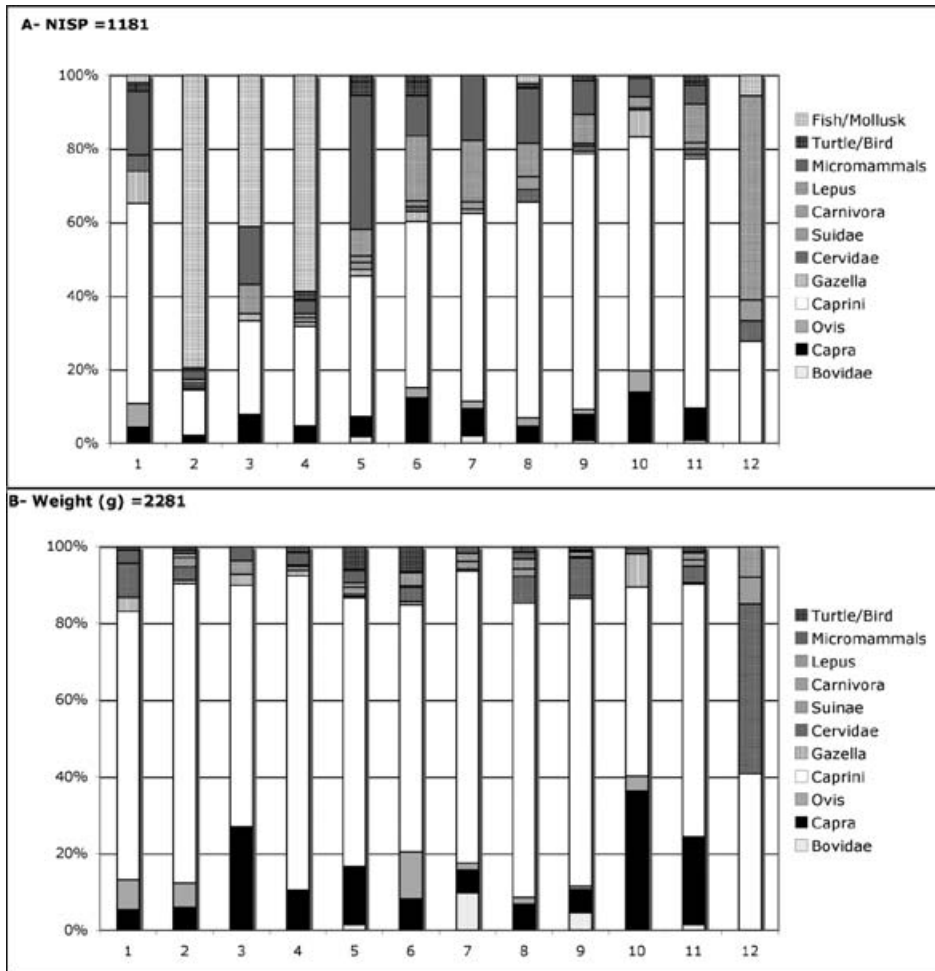 A- NISP =1181
100%
80%
60%
40%
20%
0%
1 2 3 4 5 6 7 8 9 10 11 12
Fish/Mollusk
Turtle/Bird
Micromammals
Lepus
Carnivora
Suidae
Cervidae
Gazella
Caprini
Ovis
Capra
Bovidae
B- Weight (g) =2281
100%
80%
60%
40%
20%
0%
1 2 3 4 5 6 7 8 9 10 11 12
Turtle/Bird
Micromammals
Lepus
Carnivora
Suinae
Cervidae
Gazella
Caprini
Ovis
Capra
Bovidae